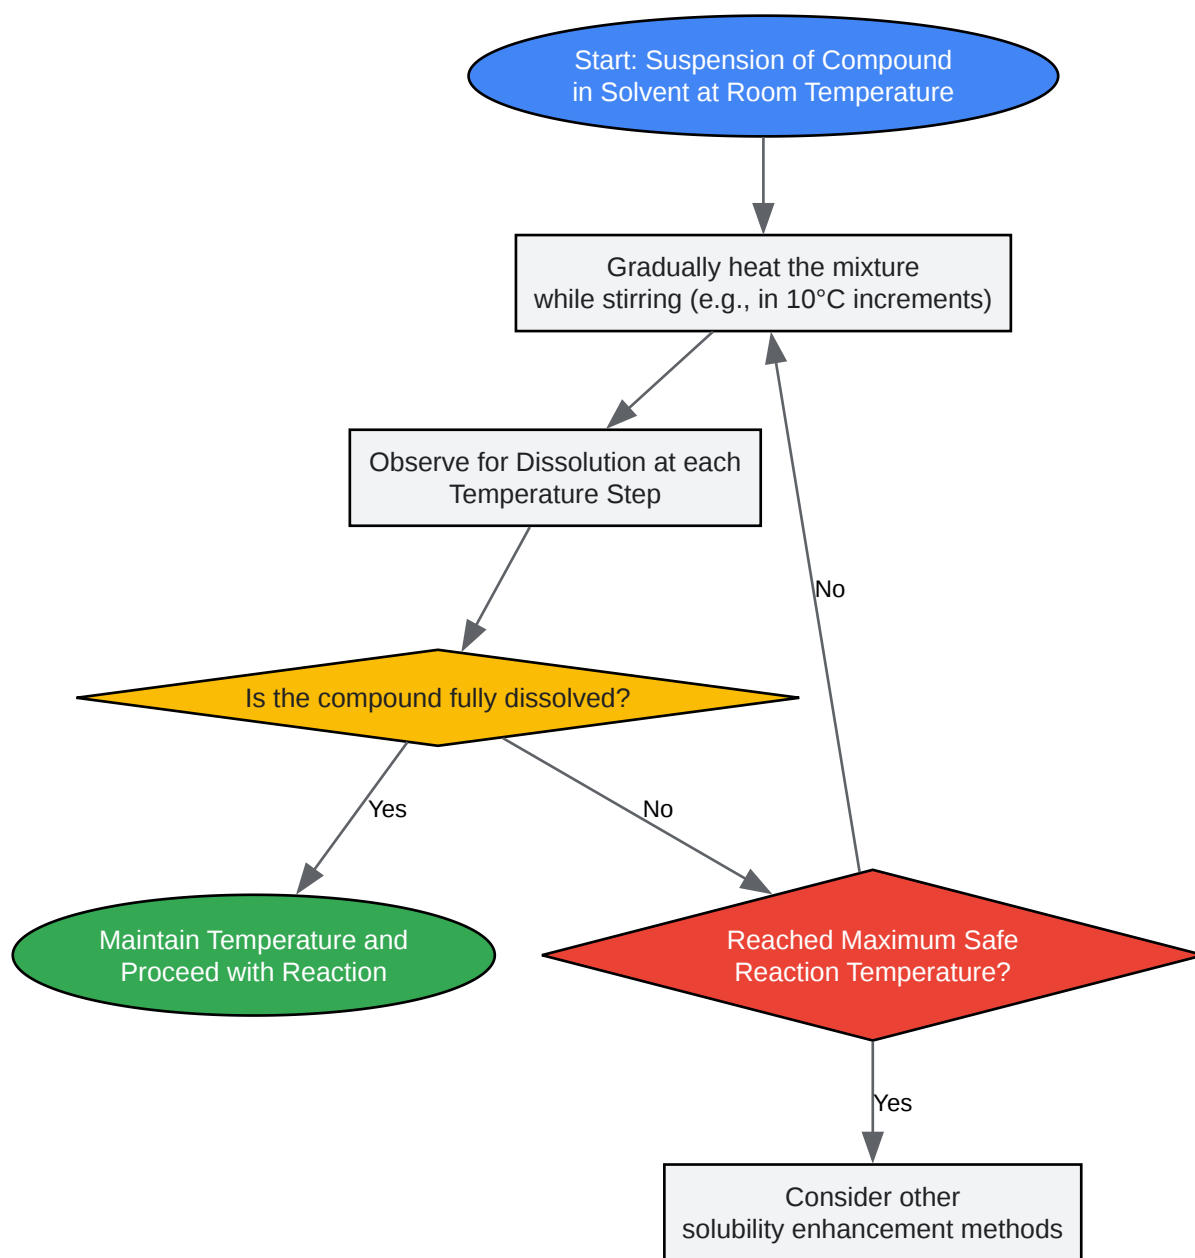 Start: Suspension of Compound
in Solvent at Room Temperature
Gradually heat the mixture
while stirring (e.g., in 10°C increments)
Observe for Dissolution at each
Temperature Step
No
Is the compound fully dissolved?
Yes
No
Maintain Temperature and
Proceed with Reaction
Reached Maximum Safe
Reaction Temperature?
Yes
Consider other
solubility enhancement methods